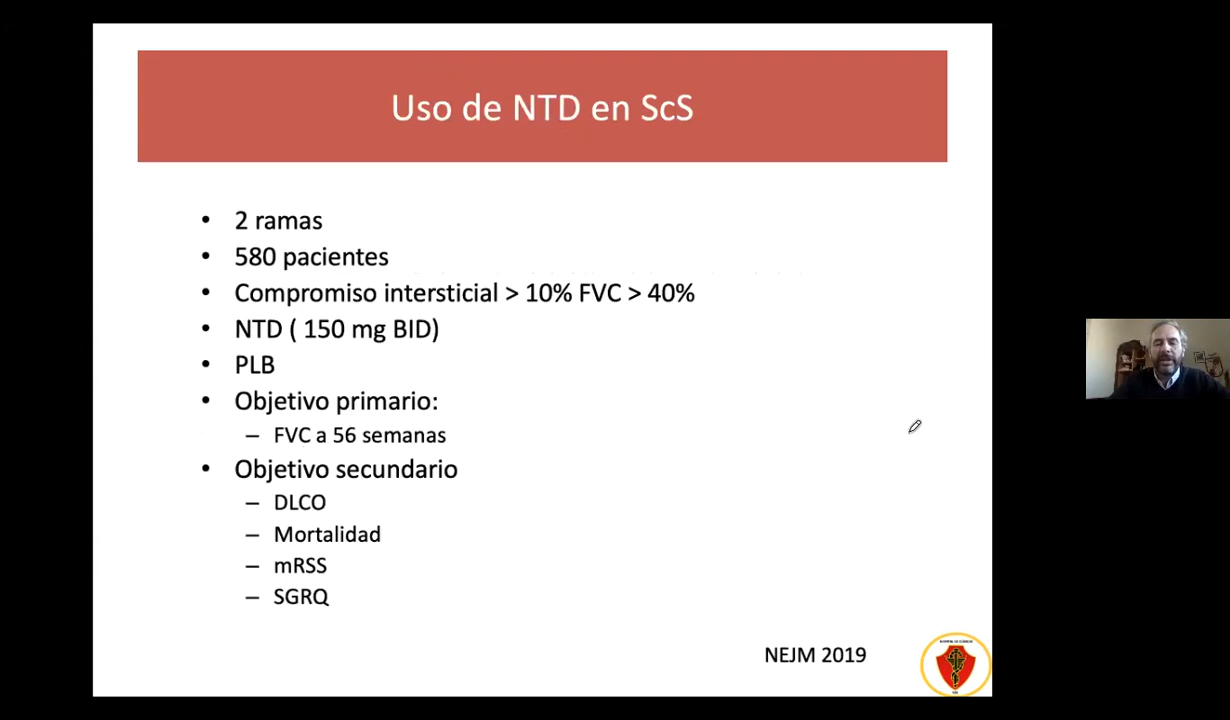 Uso de NTD en ScS
• 2 ramas
• 580 pacientes
• Compromiso intersticial > 10% FVC > 40%
• NTD ( 150 mg BID)
• PLB
• Objetivo primario:
– FVC a 56 semanas
• Objetivo secundario
– DLCO
– Mortalidad
– mRSS
– SGRQ
NEJM 2019